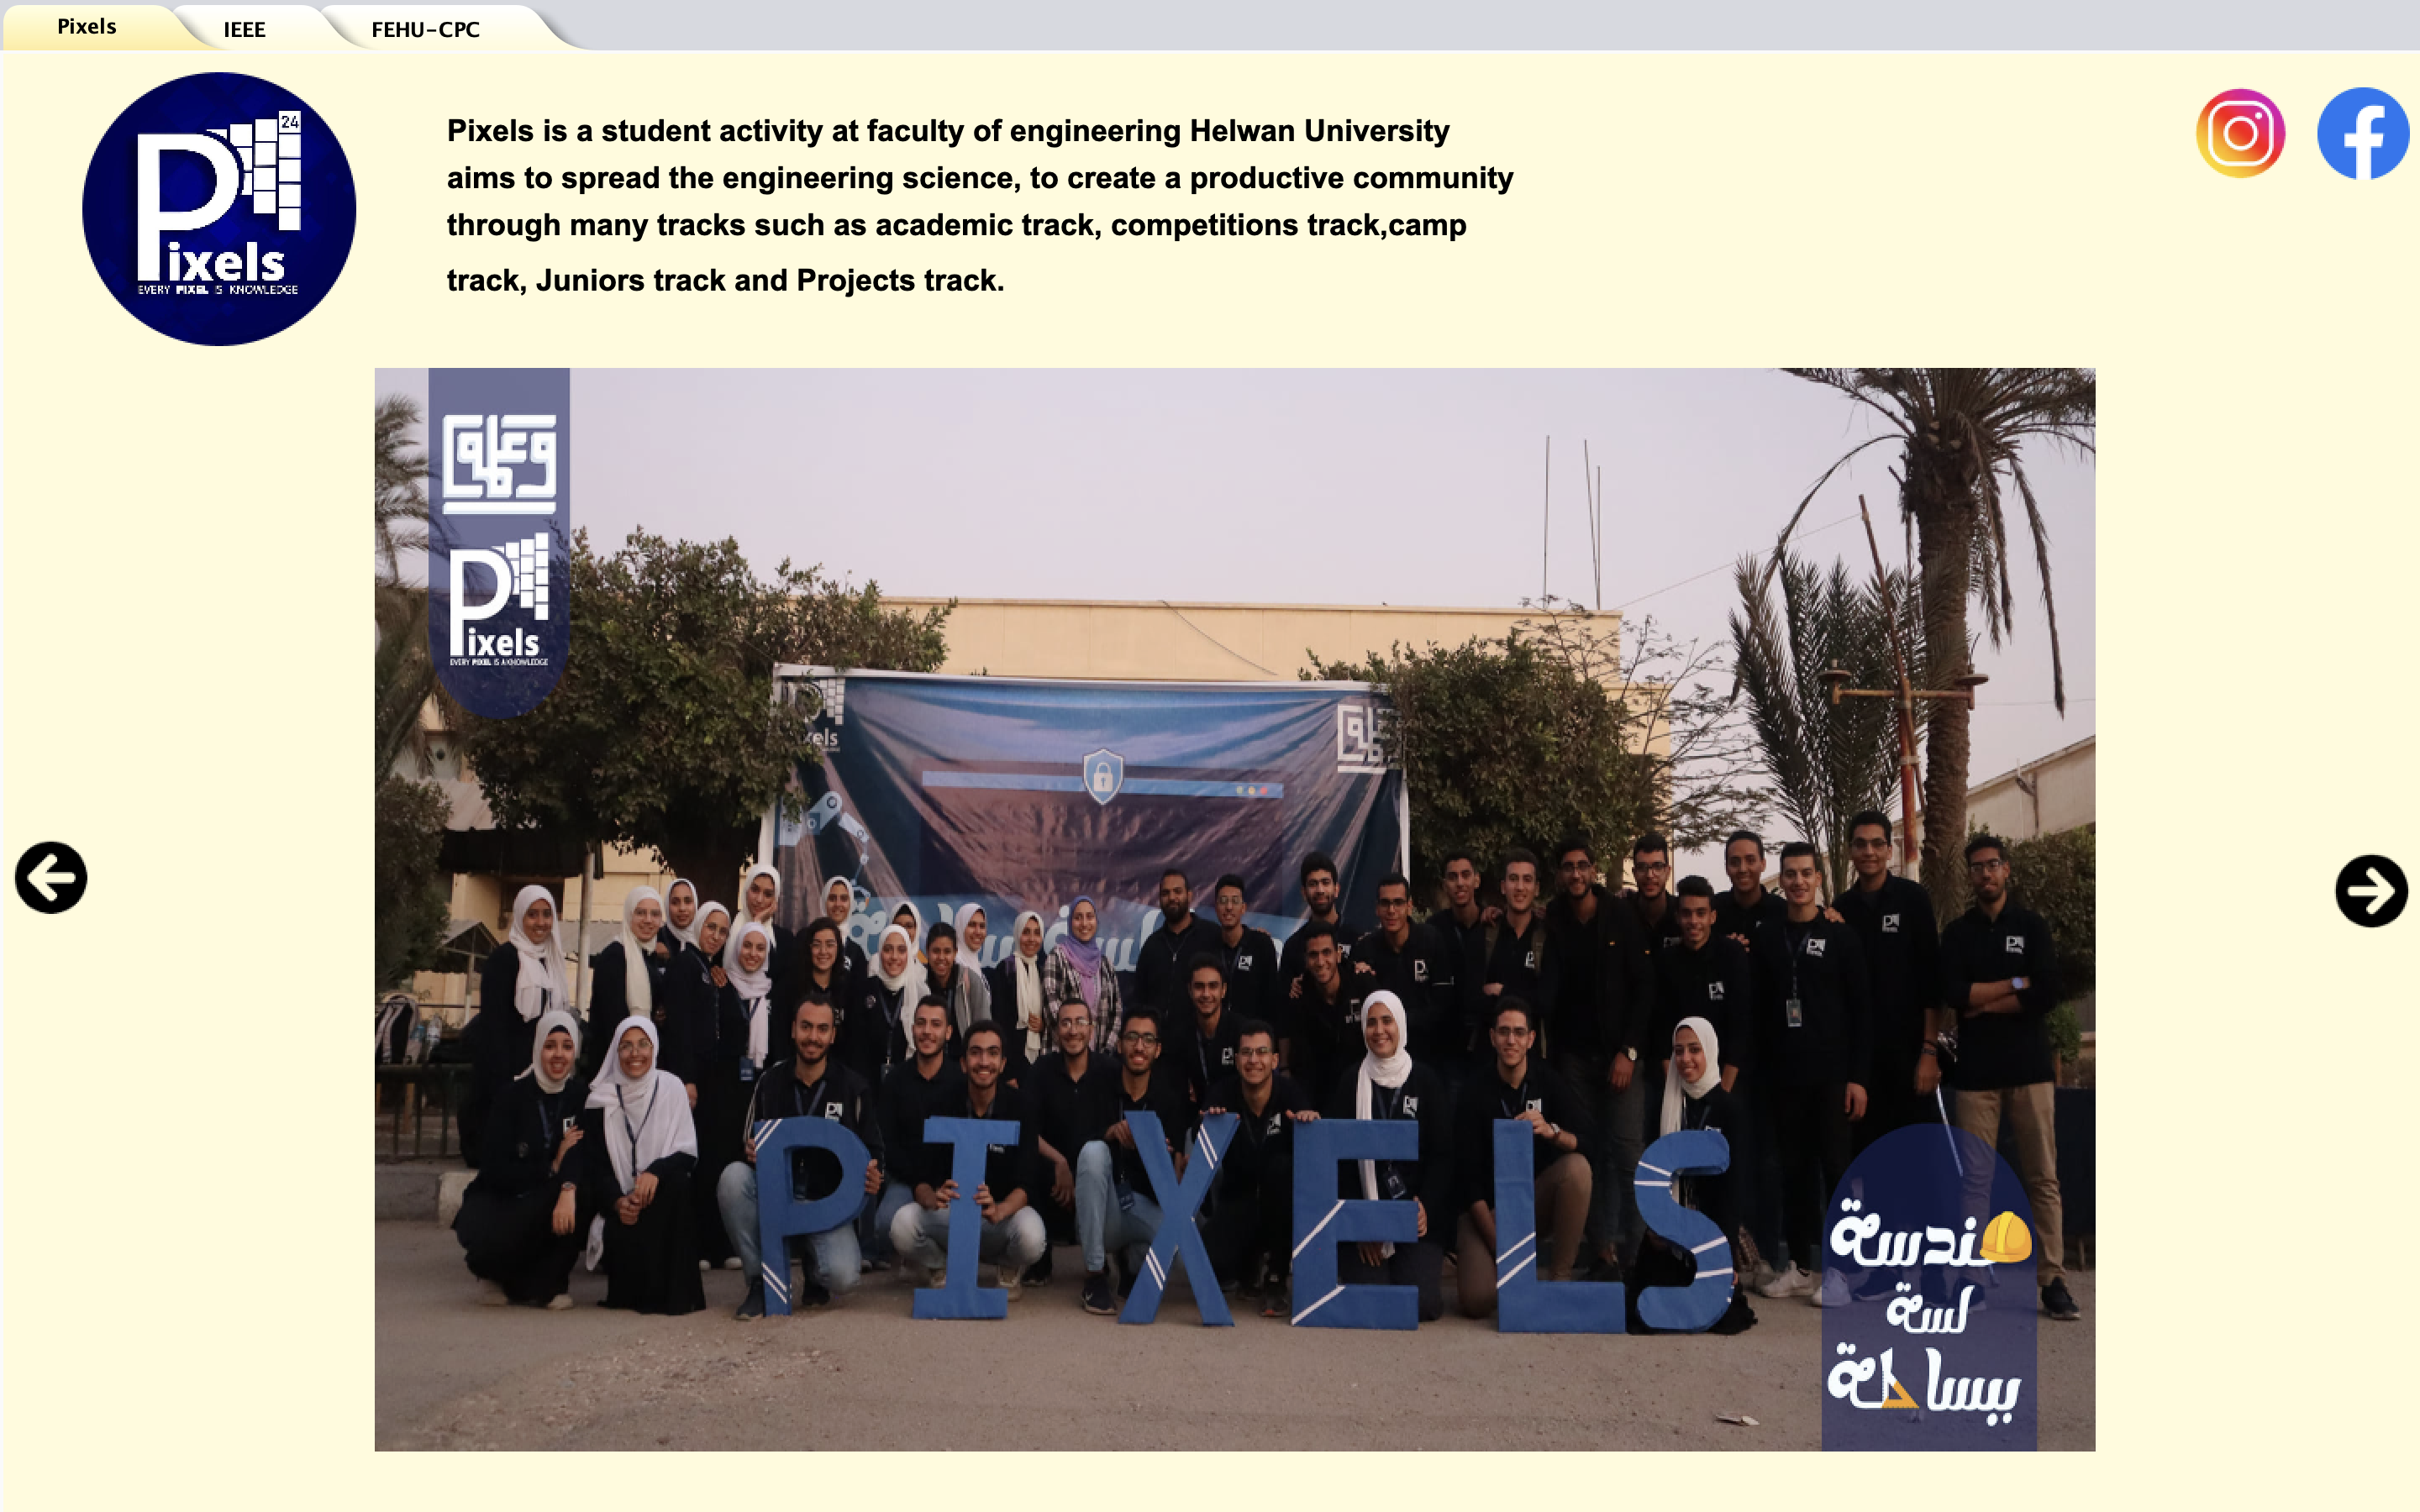 Pixels
IEEE
FEHU-CPC
24
Pixels
EVERY PIXEL IS KNOWLEDGE
Pixels is a student activity at faculty of engineering Helwan University
aims to spread the engineering science, to create a productive community
through many tracks such as academic track, competitions track,camp
track, Juniors track and Projects track.
Pixels
EVERY PIXEL IS A KNOWLEDGE
PIXELS
هندسة
لسة
ببساطة